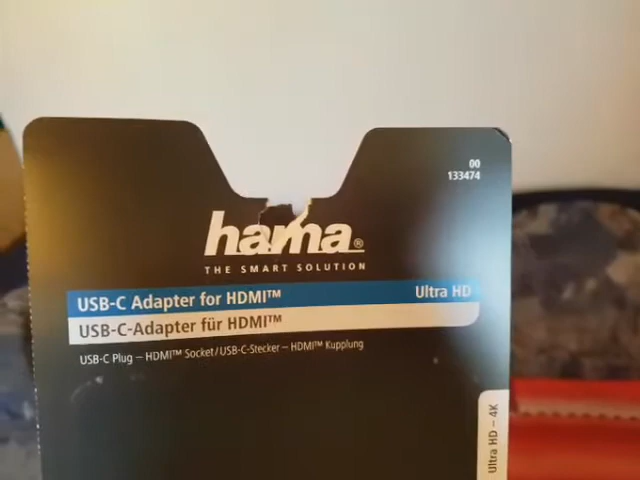 00
133474
hama®
THE SMART SOLUTION
USB-C Adapter for HDMI™ Ultra HD
USB-C-Adapter für HDMI™
USB-C Plug – HDMI™ Socket/USB-C-Stecker – HDMI™ Kupplung
Ultra HD – 4K